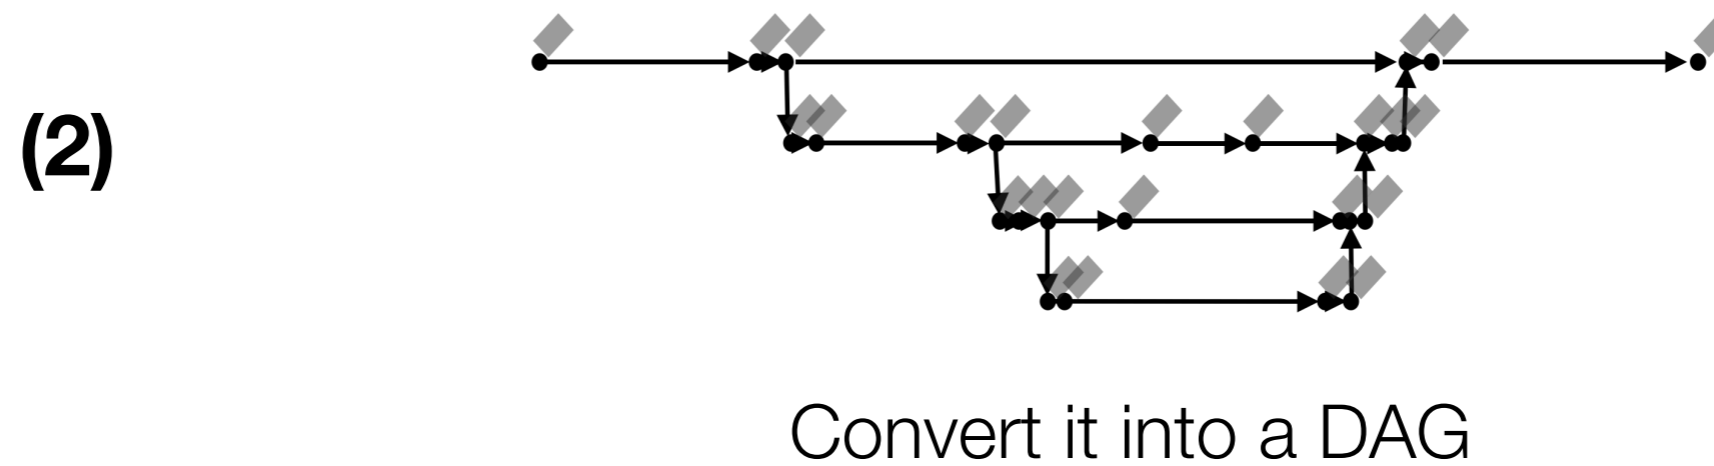 (2)
Convert it into a DAG